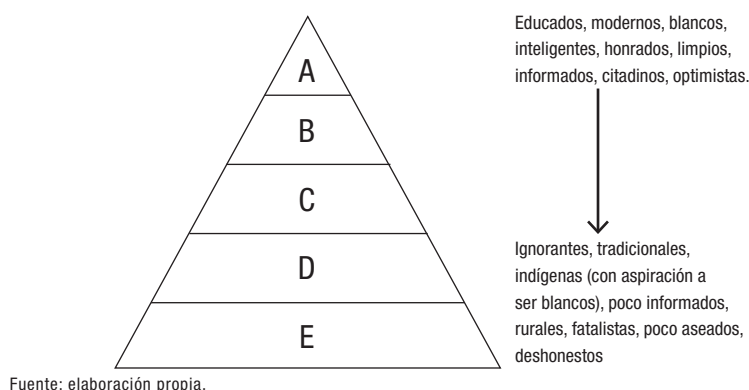 A
B
C
D
E
Educados, modernos, blancos,
inteligentes, honrados, limpios,
informados, citadinos, optimistas.
Ignorantes, tradicionales,
indígenas (con aspiración a
ser blancos), poco informados,
rurales, fatalistas, poco aseados,
deshonestos
Fuente: elaboración propia.